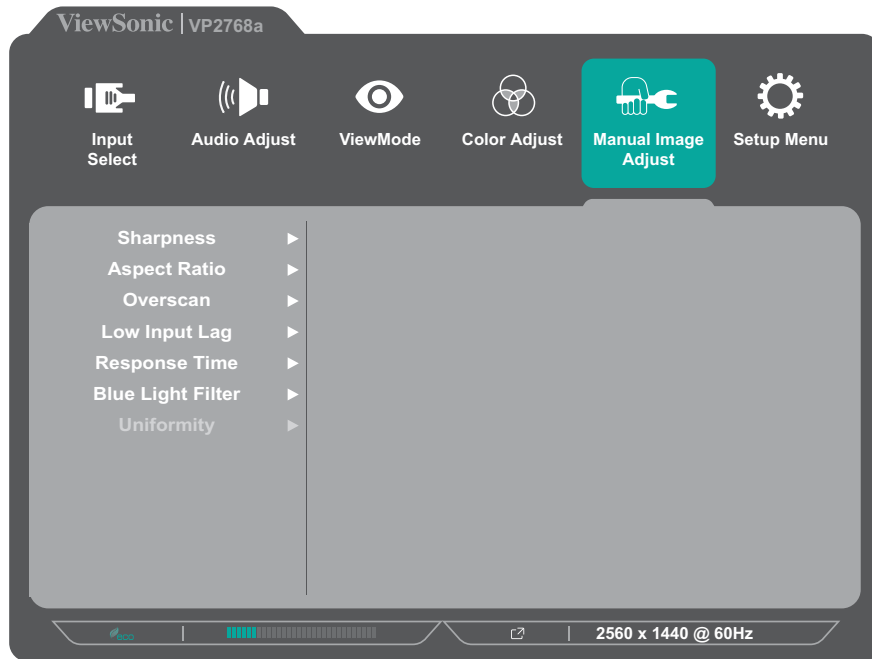 ViewSonic | VP2768a
Input Select
Audio Adjust
ViewMode
Color Adjust
Manual Image Adjust
Setup Menu
Sharpness
Aspect Ratio
Overscan
Low Input Lag
Response Time
Blue Light Filter
Uniformity
eco
2560 x 1440 @ 60Hz